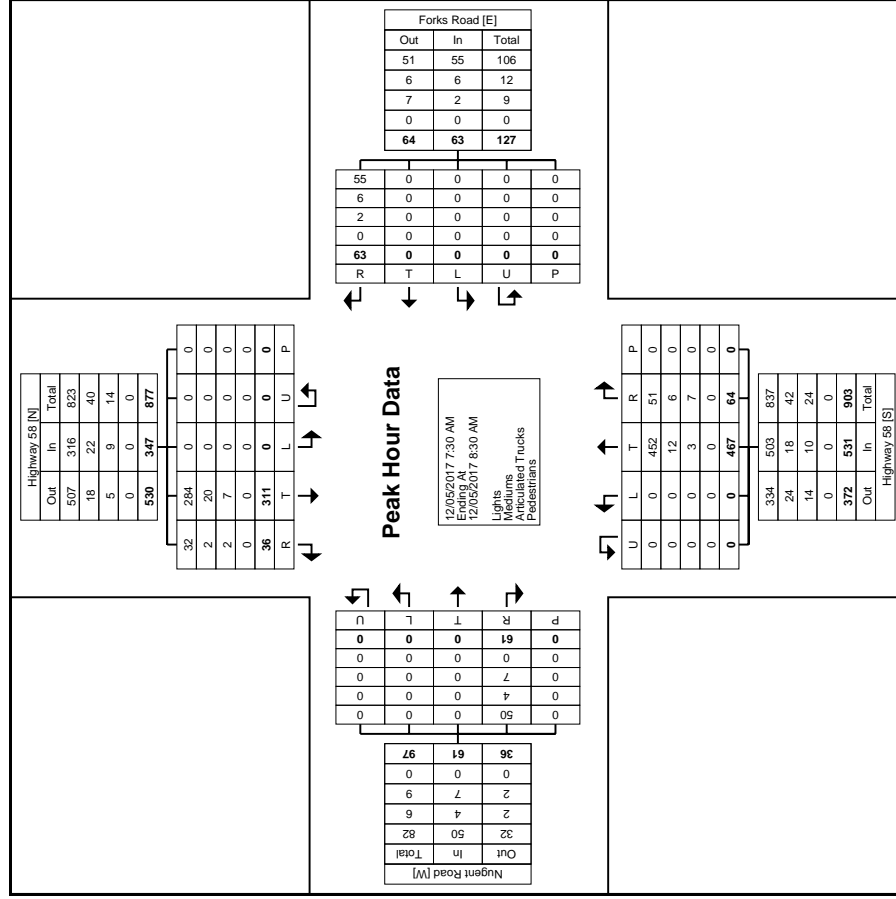 Forks Road [E]
Out In Total
51 55 106
6 6 12
7 2 9
0 0 0
64 63 127
55 0 0 0 0
6 0 0 0 0
2 0 0 0 0
0 0 0 0 0
63 0 0 0 0
R T L U P
Highway 58 [N]
Out In Total
507 316 823
18 22 40
5 9 14
0 0 0
530 347 877
32 284 0 0 0
2 20 0 0 0
2 7 0 0 0
0 0 0 0 0
36 311 0 0 0
R T L U P
Peak Hour Data
12/05/2017 7:30 AM
Ending At
12/05/2017 8:30 AM
Lights
Mediums
Articulated Trucks
Pedestrians
U L T R P
0 0 452 51 0
0 0 12 6 0
0 0 3 7 0
0 0 0 0 0
0 0 467 64 0
334 503 837
24 18 42
14 10 24
0 0 0
372 531 903
Out In Total
Highway 58 [S]
P R T L U
0 61 0 0 0
0 0 0 0 0
0 7 0 0 0
0 4 0 0 0
0 50 0 0 0
36 61 97
0 0 0
2 7 9
2 4 6
32 50 82
Out In Total
Nugent Road [W]